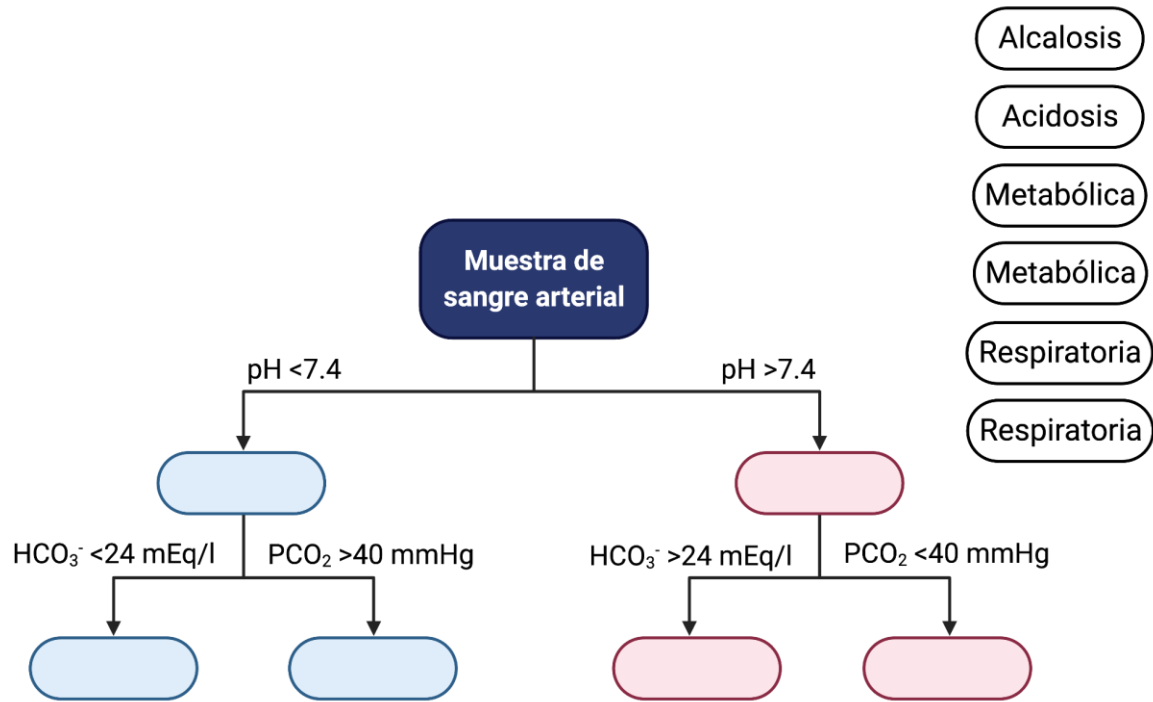 Alcalosis
Acidosis
Metabólica
Metabólica
Respiratoria
Respiratoria
Muestra de
sangre arterial
pH <7.4
pH >7.4
HCO₃⁻ <24 mEq/l
PCO₂ >40 mmHg
HCO₃⁻ >24 mEq/l
PCO₂ <40 mmHg